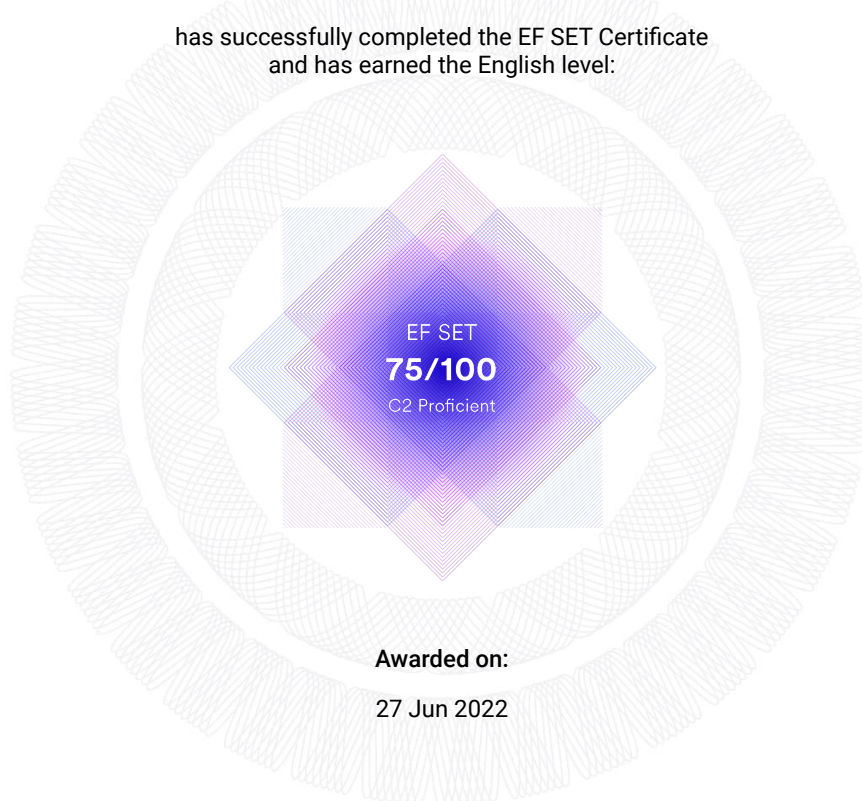 has successfully completed the EF SET Certificate
and has earned the English level:
EF SET
75/100
C2 Proficient
Awarded on:
27 Jun 2022